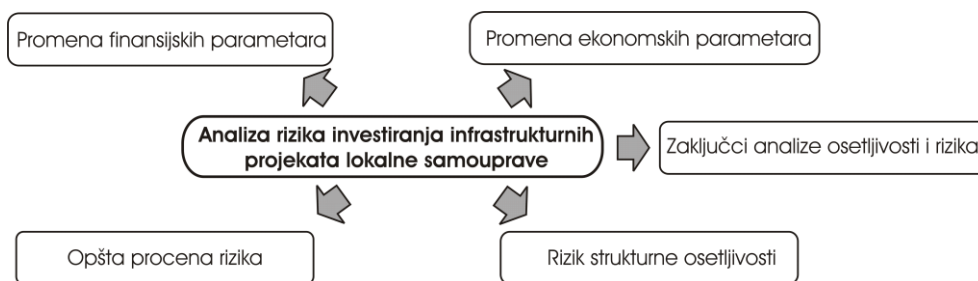 Promena finansijskih parametara
Promena ekonomskih parametara
Analiza rizika investiranja infrastrukturnih
projekata lokalne samouprave
Zaključci analize osetljivosti i rizika
Opšta procena rizika
Rizik strukturne osetljivosti